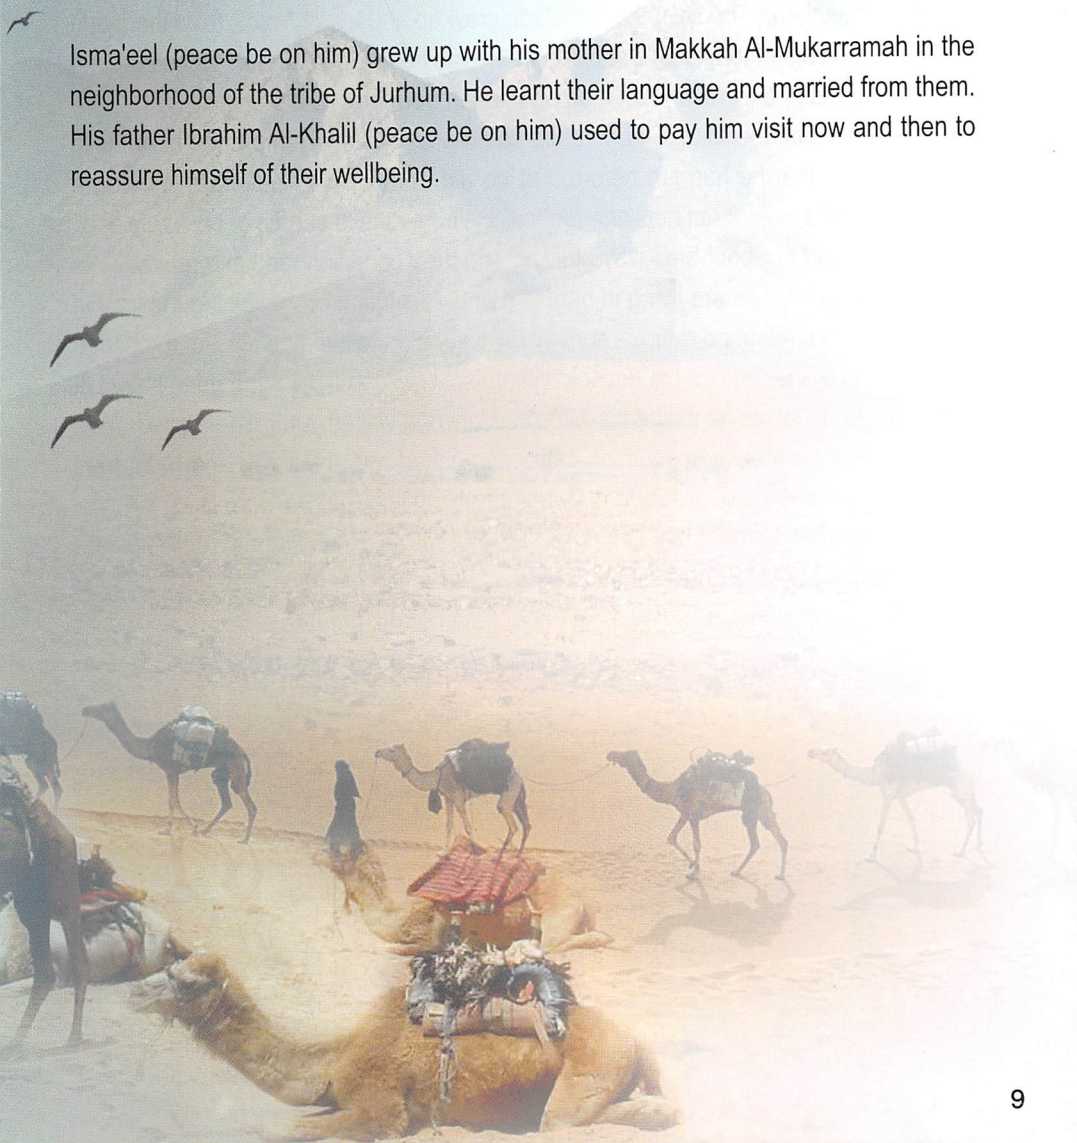 Isma'eel (peace be on him) grew up with his mother in Makkah Al-Mukarramah in the
neighborhood of the tribe of Jurhum. He learnt their language and married from them.
His father Ibrahim Al-Khalil (peace be on him) used to pay him visit now and then to
reassure himself of their wellbeing.
9